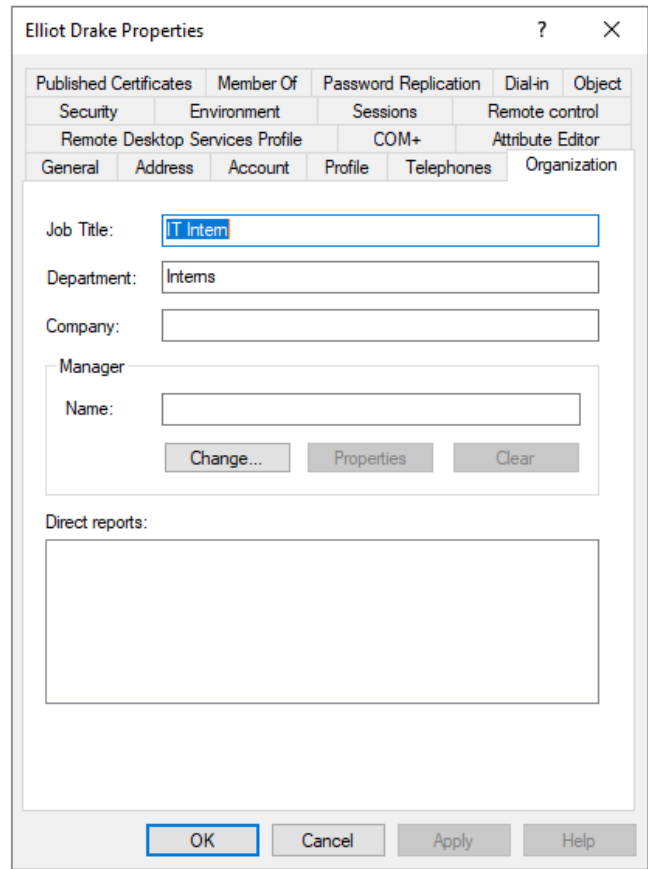 Elliot Drake Properties
Published Certificates Member Of Password Replication Dial-in Object
Security Environment Sessions Remote control
Remote Desktop Services Profile COM+ Attribute Editor
General Address Account Profile Telephones Organization
Job Title: IT Intern
Department: Interns
Company:
Manager
Name:
Change... Properties Clear
Direct reports:
OK Cancel Apply Help